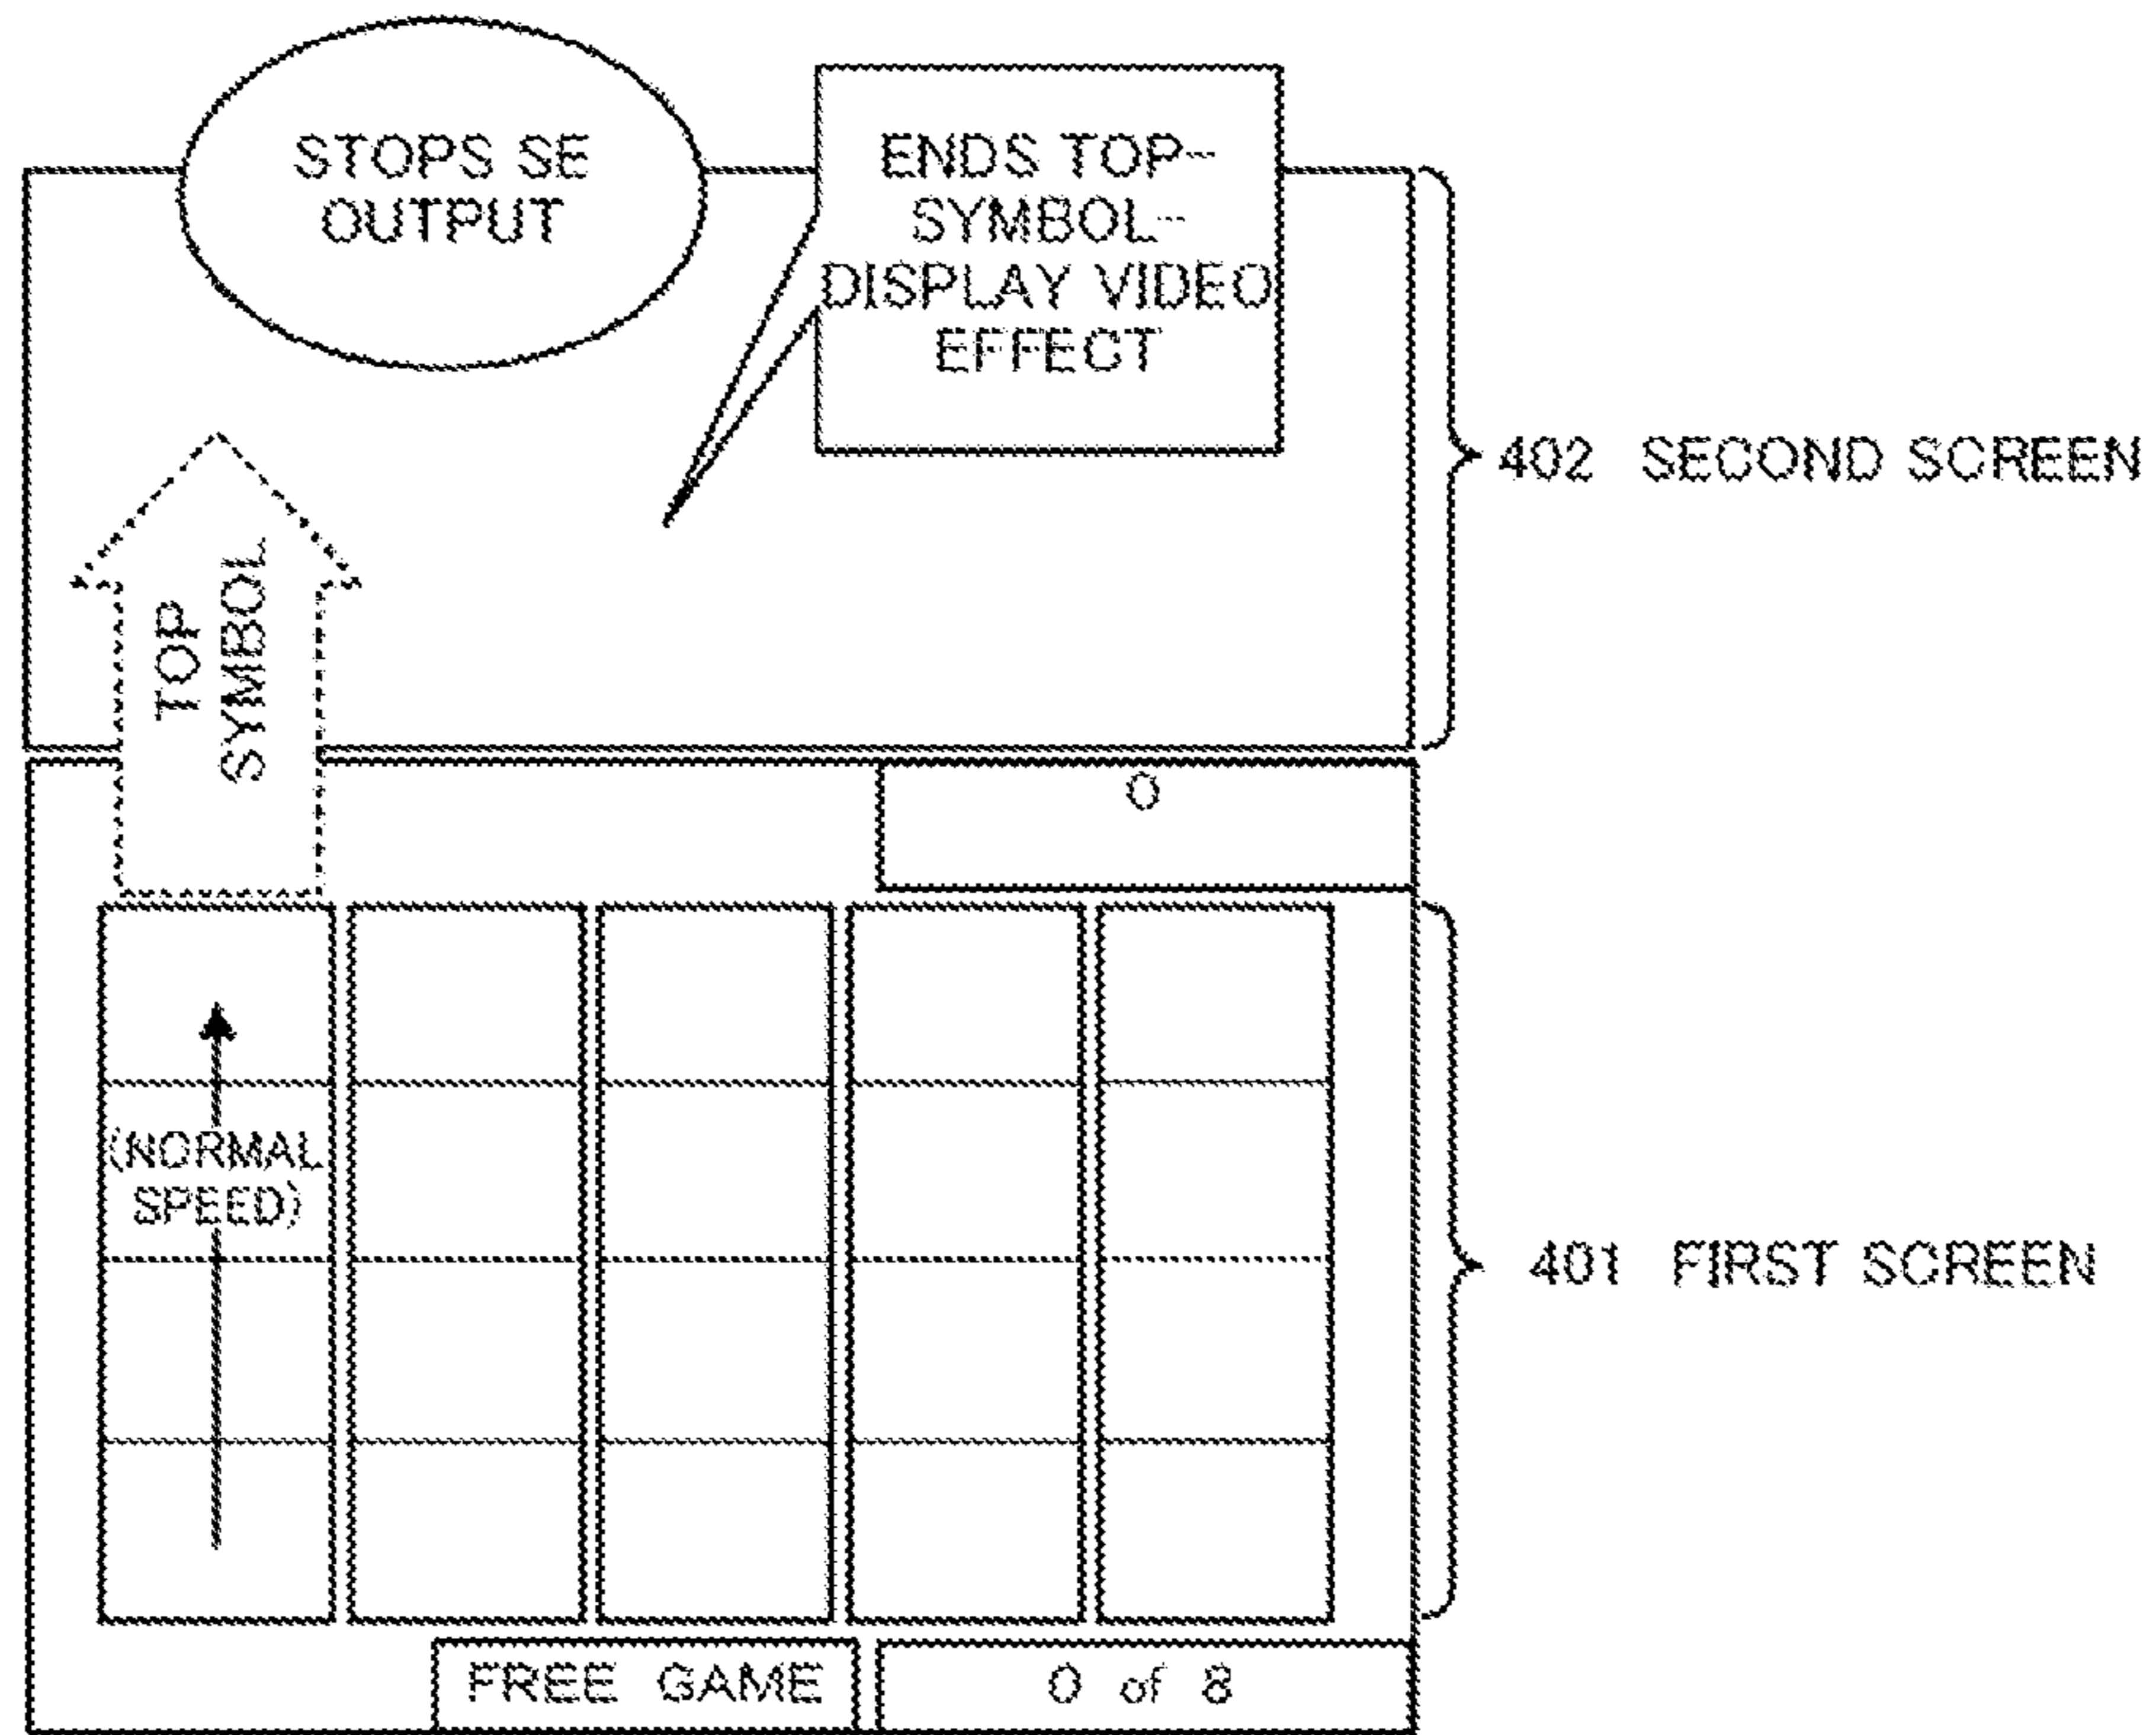 STOPS SE
OUTPUT
ENDS TOP-
SYMBOL-
DISPLAY VIDEO
EFFECT
402 SECOND SCREEN
TOP
SYMBOL
0
(NORMAL
SPEED)
401 FIRST SCREEN
FREE GAME
0 of 8